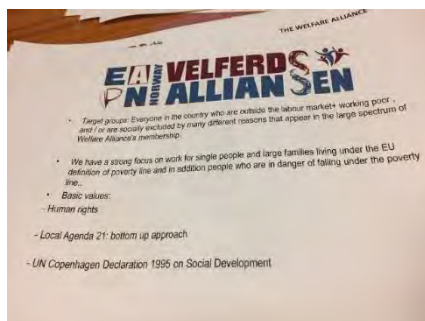 THE WELFARE ALLIANCE
EAPN NORWAY VELFERDS
ALLIANSEN
• Target groups: Everyone in the country who are outside the labour market+ working poor ,
and / or are socially excluded by many different reasons that appear in the large spectrum of
Welfare Alliance's membership.
• We have a strong focus on work for single people and large families living under the EU
definition of poverty line and in addition people who are in danger of falling under the poverty
line..
• Basic values:
- Human rights
- Local Agenda 21: bottom up approach
- UN Copenhagen Declaration 1995 on Social Development